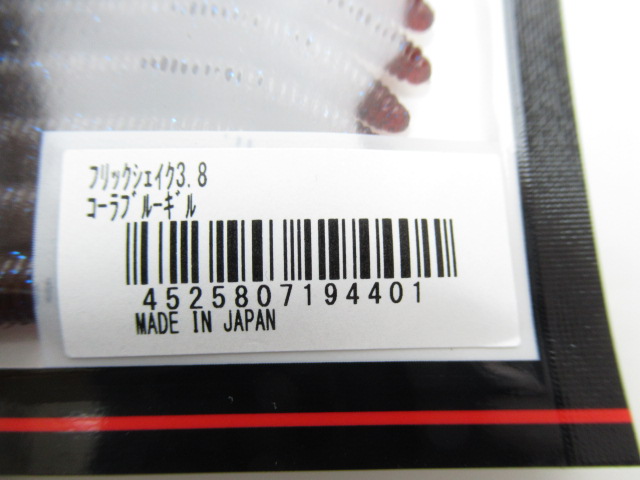 ﾌﾘｯｸｼｪｲｸ3.8
ｺｰﾗﾌﾞﾙｰｷﾞﾙ
4525807194401
MADE IN JAPAN